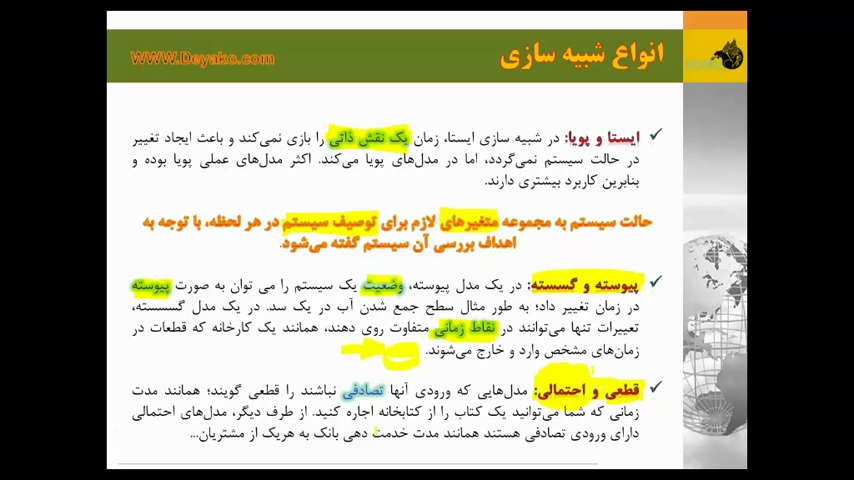 انواع شبیه سازی
WWW.Deyako.com
ایستا و پویا: در شبیه سازی ایستا، زمان یک نقش ذاتی را بازی نمی‌کند و باعث ایجاد تغییر
در حالت سیستم نمی‌گردد، اما در مدل‌های پویا می‌کند. اکثر مدل‌های عملی پویا بوده و
بنابرین کاربرد بیشتری دارند.
حالت سیستم به مجموعه متغیرهای لازم برای توصیف سیستم در هر لحظه، با توجه به
اهداف بررسی آن سیستم گفته می‌شود.
پیوسته و گسسته: در یک مدل پیوسته، وضعیت یک سیستم را می توان به صورت پیوسته
در زمان تغییر داد؛ به طور مثال سطح جمع شدن آب در یک سد. در یک مدل گسسسته،
تعییرات تنها می‌توانند در نقاط زمانی متفاوت روی دهند، همانند یک کارخانه که قطعات در
زمان‌های مشخص وارد و خارج می‌شوند.
قطعی و احتمالی: مدل‌هایی که ورودی آنها تصادفی نباشند را قطعی گویند؛ همانند مدت
زمانی که شما می‌توانید یک کتاب را از کتابخانه اجاره کنید. از طرف دیگر، مدل‌های احتمالی
دارای ورودی تصادفی هستند همانند مدت خدمت دهی بانک به هریک از مشتریان...